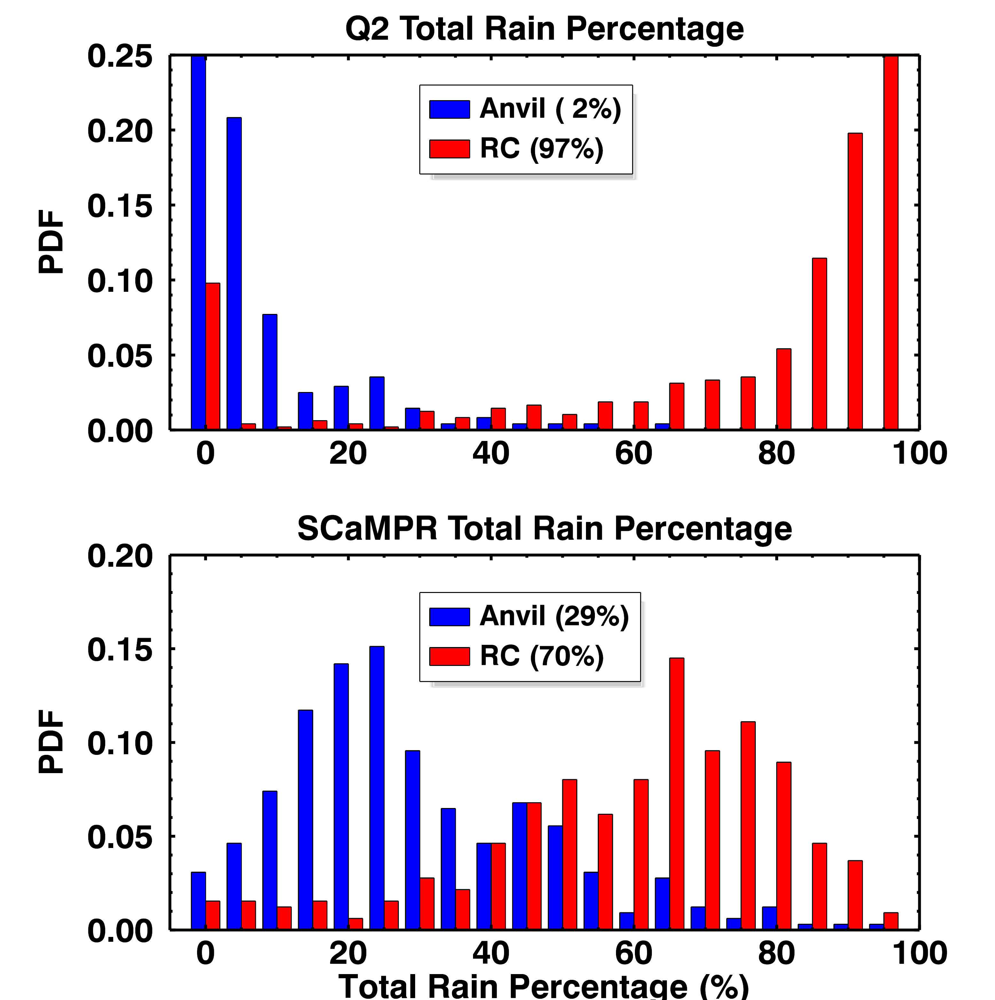 Q2 Total Rain Percentage
0.25
0.20
0.15
0.10
0.05
0.00
PDF
Anvil ( 2%)
RC (97%)
0 20 40 60 80 100
SCaMPR Total Rain Percentage
0.20
0.15
0.10
0.05
0.00
PDF
Anvil (29%)
RC (70%)
0 20 40 60 80 100
Total Rain Percentage (%)